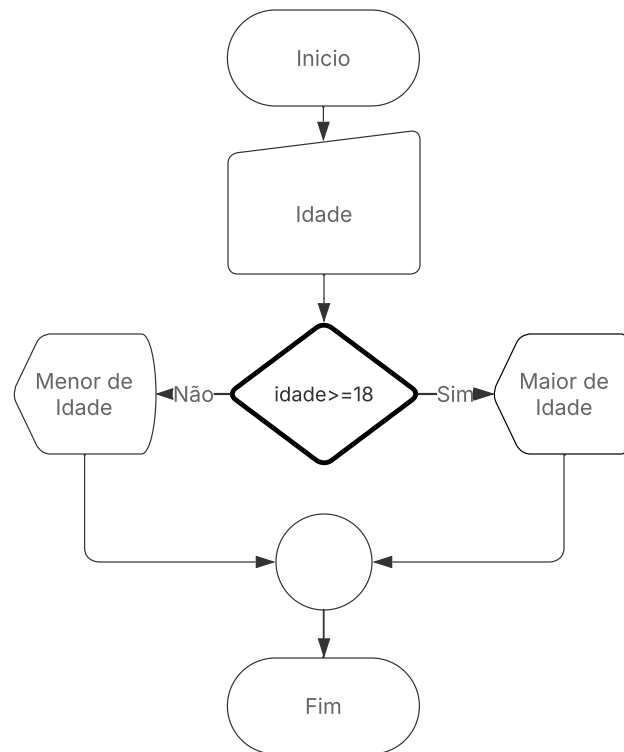 Inicio
Idade
Menor de
Idade
Não
idade>=18
Sim
Maior de
Idade
Fim